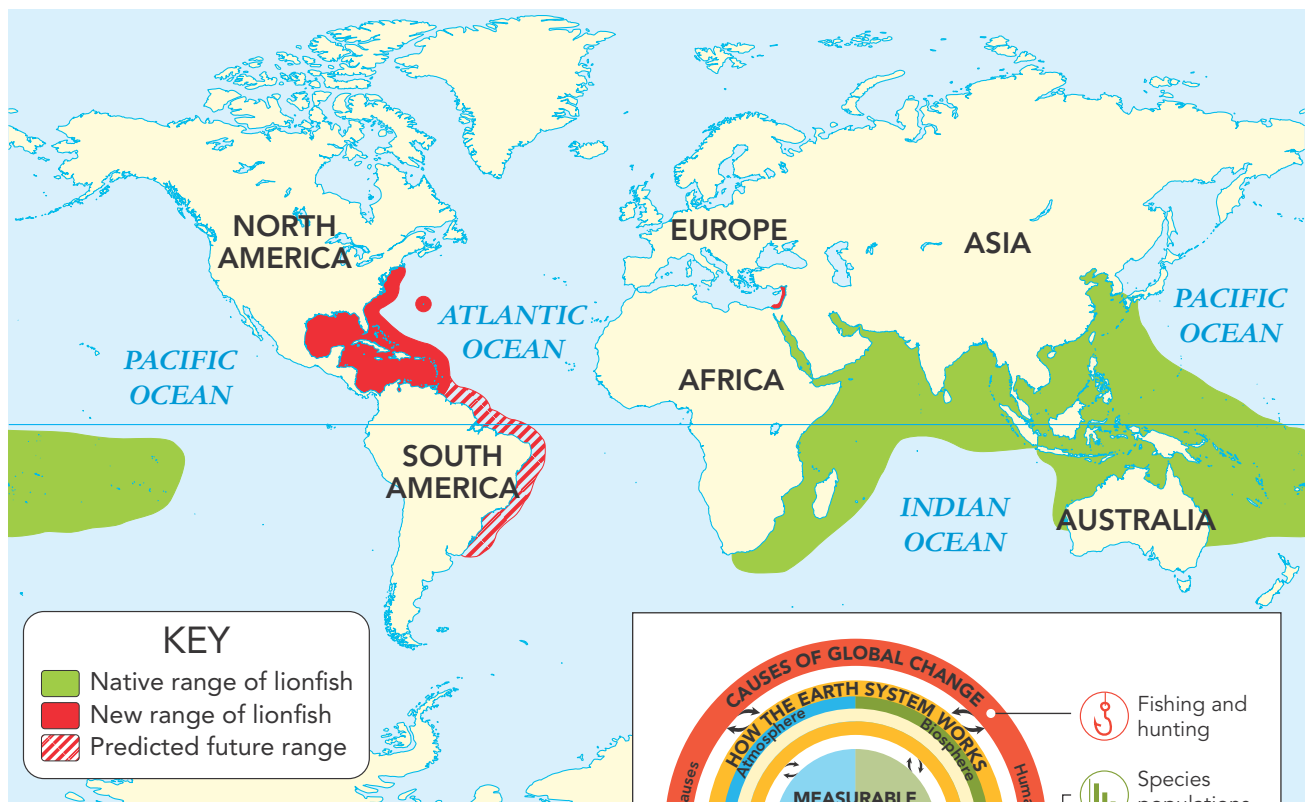 NORTH
AMERICA
EUROPE
ASIA
ATLANTIC
OCEAN
PACIFIC
OCEAN
PACIFIC
OCEAN
AFRICA
SOUTH
AMERICA
INDIAN
OCEAN
AUSTRALIA
KEY
Native range of lionfish
New range of lionfish
Predicted future range
CAUSES OF GLOBAL CHANGE
HOW THE EARTH SYSTEM WORKS
Atmosphere
Biosphere
MEASURABLE
Fishing and
hunting
Species